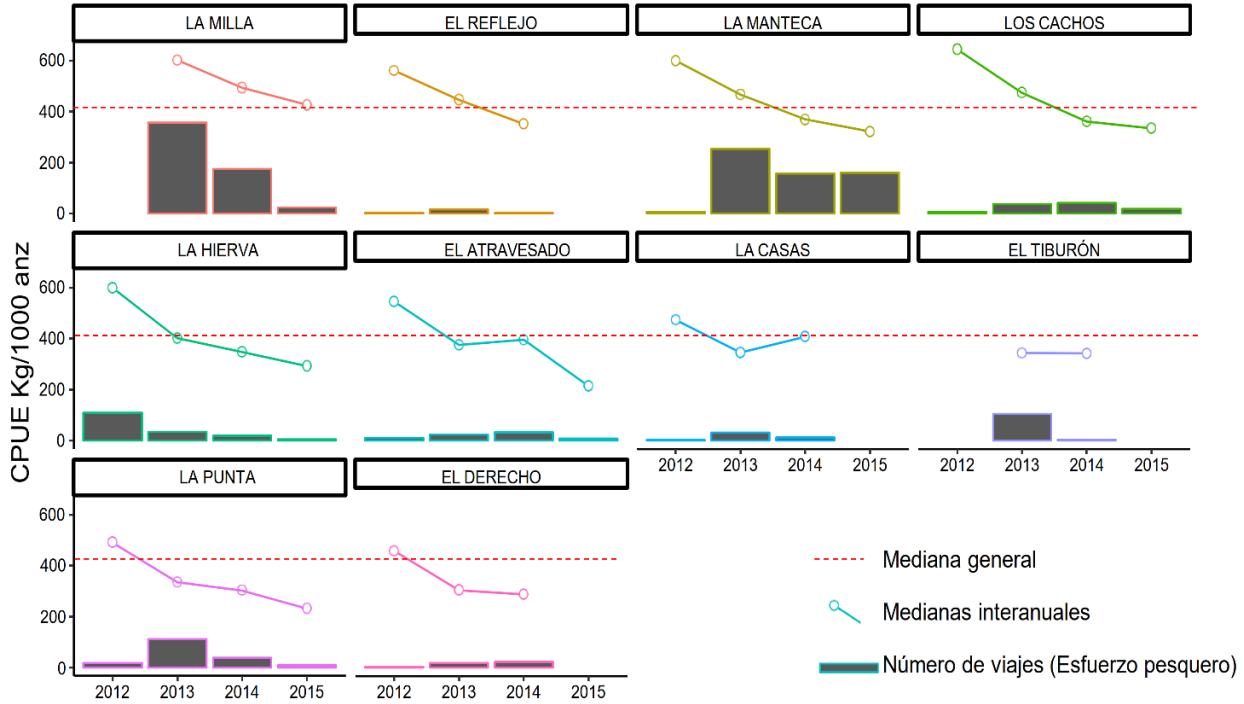 LA MILLA EL REFLEJO LA MANTECA LOS CACHOS
600
400
200
0
LA HIERVA EL ATRAVESADO LA CASAS EL TIBURÓN
600
400
200
0
2012 2013 2014 2015 2012 2013 2014 2015
LA PUNTA EL DERECHO
600
400
200
0
2012 2013 2014 2015 2012 2013 2014 2015
CPUE Kg/1000 anz
Mediana general
Medianas interanuales
Número de viajes (Esfuerzo pesquero)